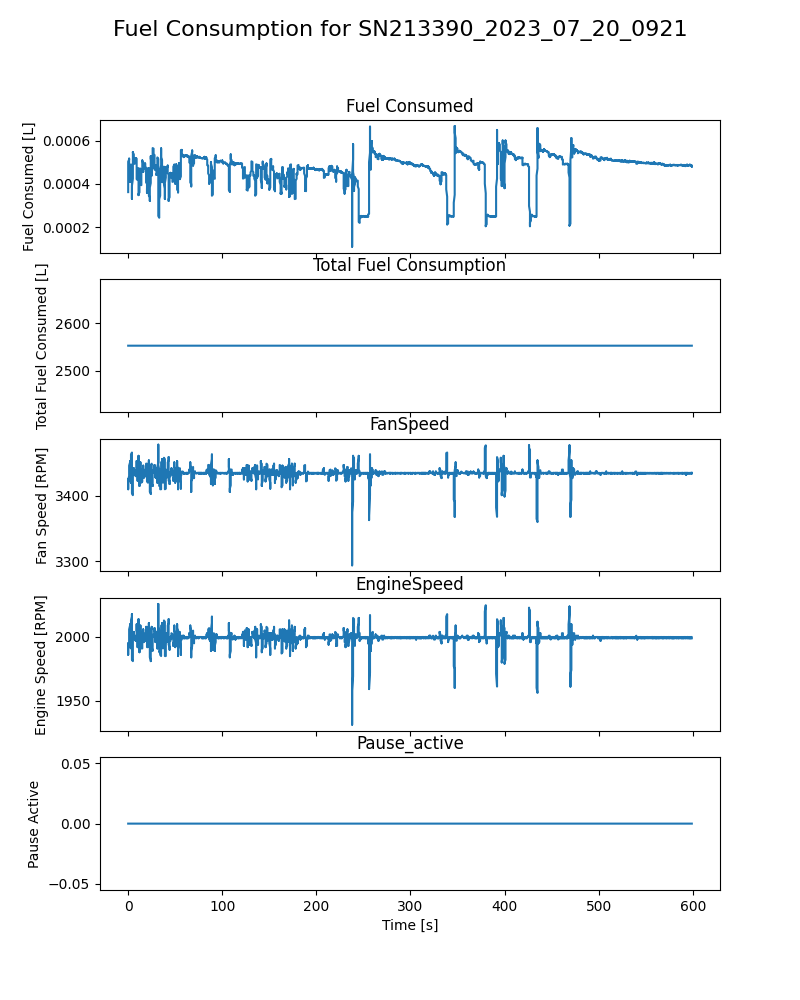 Fuel Consumption for SN213390_2023_07_20_0921
Fuel Consumed
Fuel Consumed [L]
0.0006
0.0004
0.0002
Total Fuel Consumption
Total Fuel Consumed [L]
2600
2500
FanSpeed
Fan Speed [RPM]
3400
3300
EngineSpeed
Engine Speed [RPM]
2000
1950
Pause_active
Pause Active
0.05
0.00
−0.05
0 100 200 300 400 500 600
Time [s]